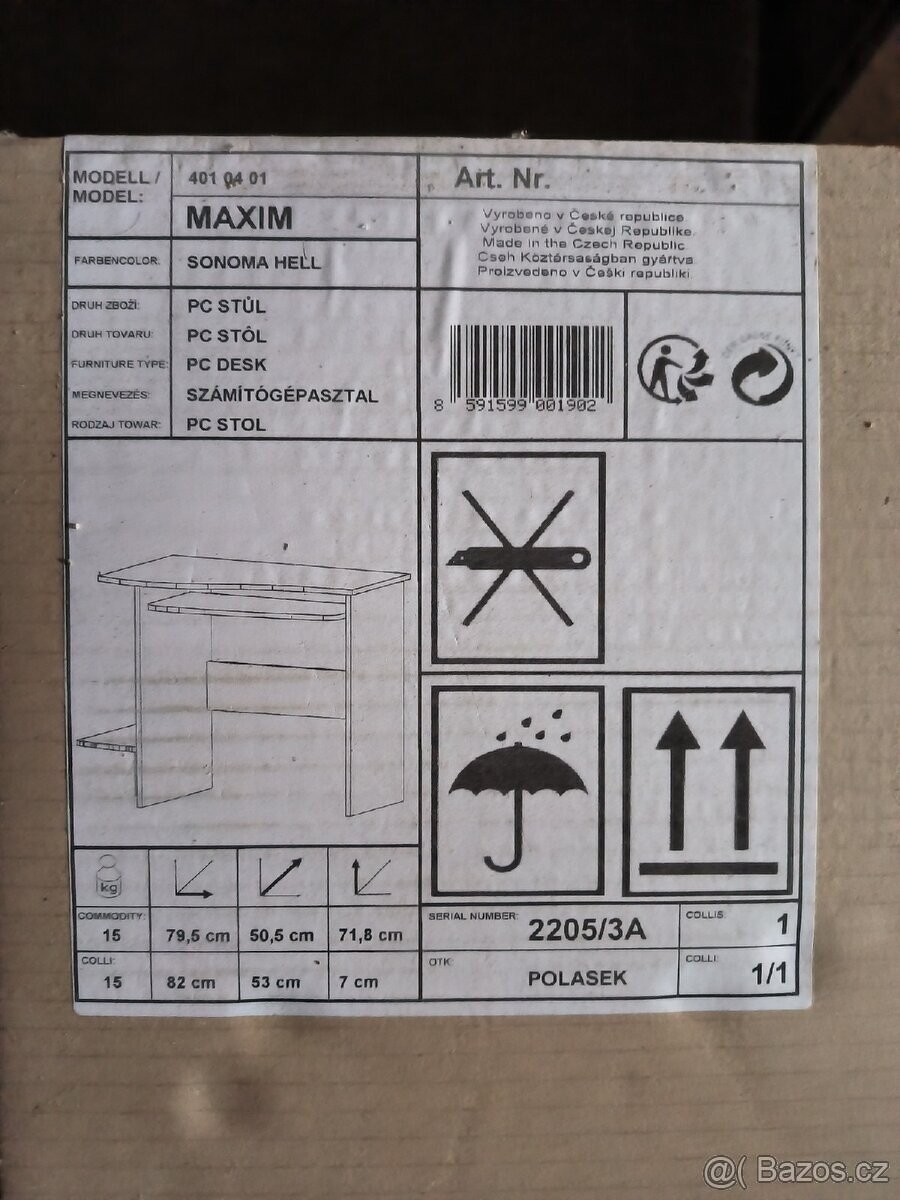 MODELL /
MODEL:
401 04 01
MAXIM
FARBENCOLOR:
SONOMA HELL
DRUH ZBOŽÍ: PC STŮL
DRUH TOVARU: PC STÔL
FURNITURE TYPE: PC DESK
MEGNEVEZÉS: SZÁMÍTÓGÉPASZTAL
RODZAJ TOWAR: PC STOL
Art. Nr.
Vyrobeno v České republice
Vyrobené v Českej Republike
Made in the Czech Republic
Cseh Köztársaságban gyártva
Proizvedeno v Češki republiki
8 591599 001902
kg
COMMODITY:
15 79,5 cm 50,5 cm 71,8 cm
COLLI:
15 82 cm 53 cm 7 cm
SERIAL NUMBER: 2205/3A
COLLIS: 1
OTK: POLASEK
COLLI: 1/1
@( Bazos.cz